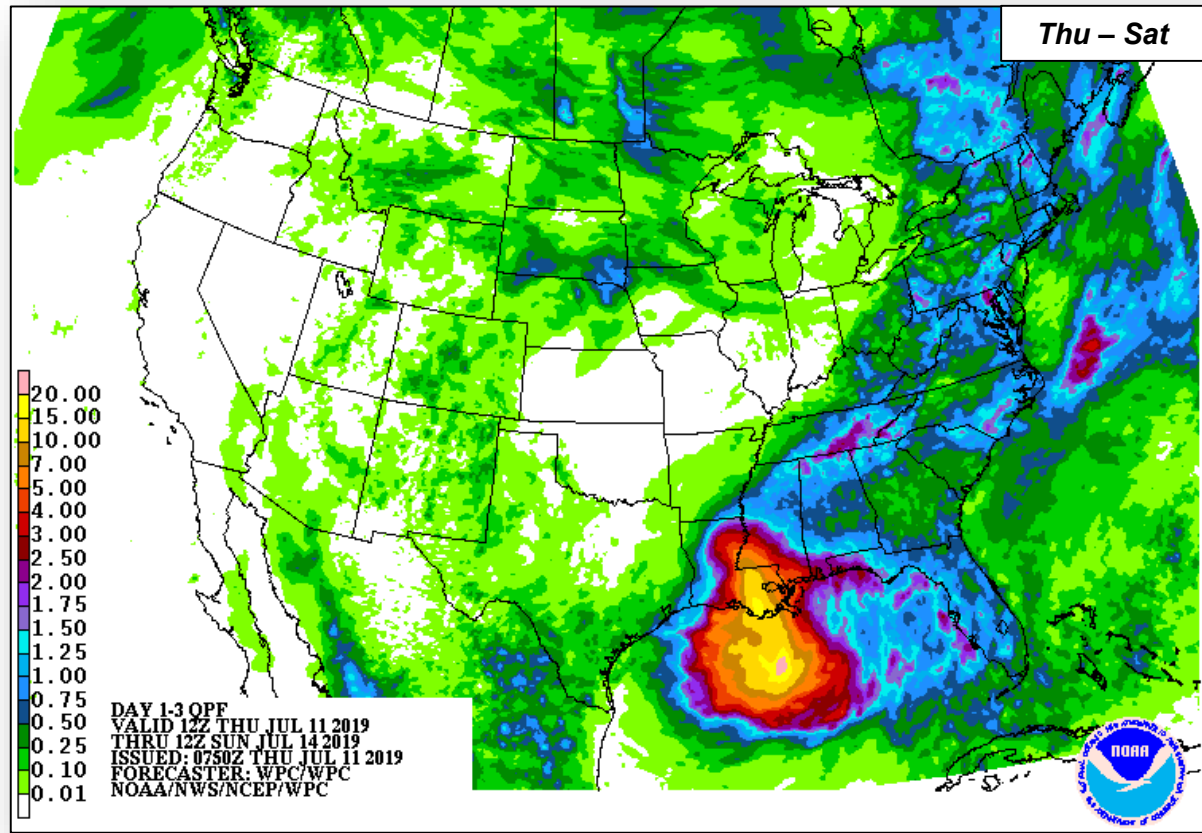 Thu – Sat
20.00
15.00
10.00
7.00
5.00
4.00
3.00
2.50
2.00
1.75
1.50
1.25
1.00
0.75
0.50
0.25
0.10
0.01
DAY 1-3 QPF
VALID 12Z THU JUL 11 2019
THRU 12Z SUN JUL 14 2019
ISSUED: 0750Z THU JUL 11 2019
FORECASTER: WPC/WPC
NOAA/NWS/NCEP/WPC
NOAA